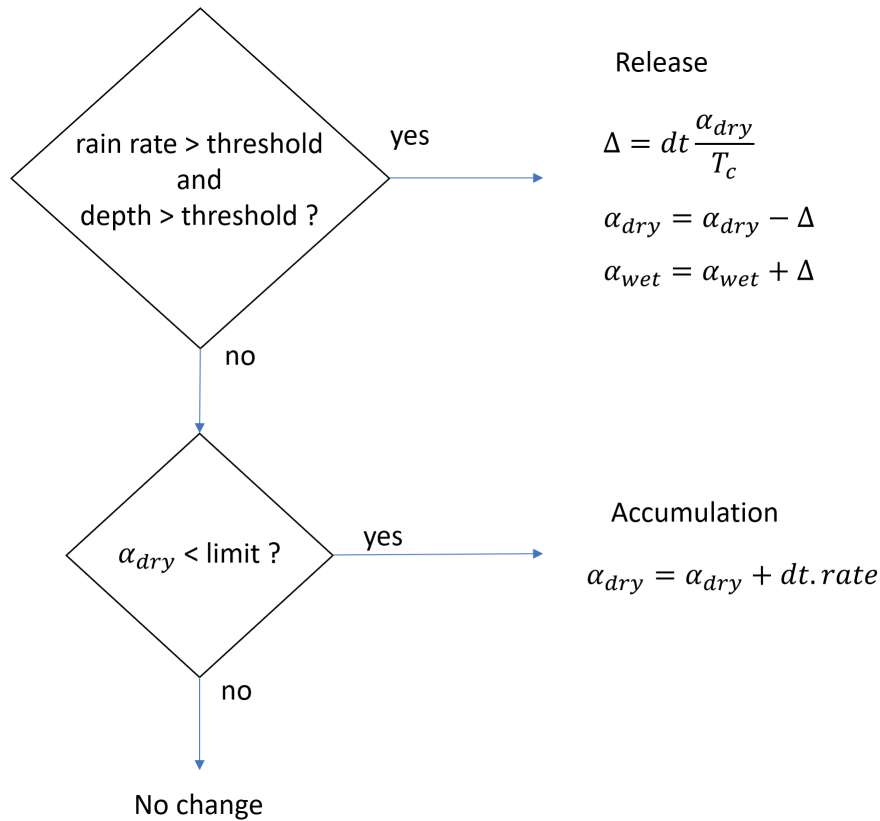 rain rate > threshold
and
depth > threshold ?
yes
Release
Δ = dt α_dry / T_c
α_dry = α_dry − Δ
α_wet = α_wet + Δ
no
α_dry < limit ?
yes
Accumulation
α_dry = α_dry + dt. rate
no
No change